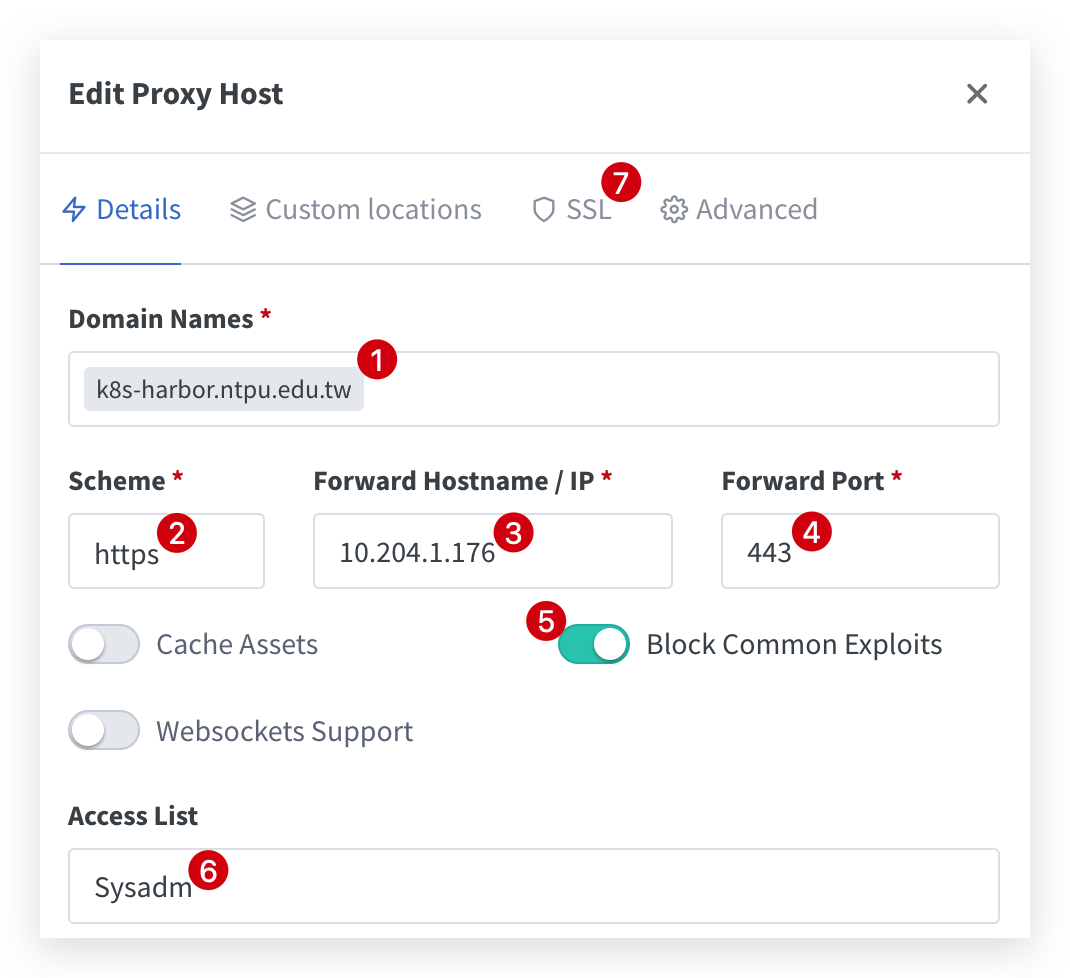 Edit Proxy Host
Details Custom locations SSL 7 Advanced
Domain Names *
k8s-harbor.ntpu.edu.tw 1
Scheme * Forward Hostname / IP * Forward Port *
https 2 10.204.1.176 3 443 4
Cache Assets 5 Block Common Exploits
Websockets Support
Access List
Sysadm 6